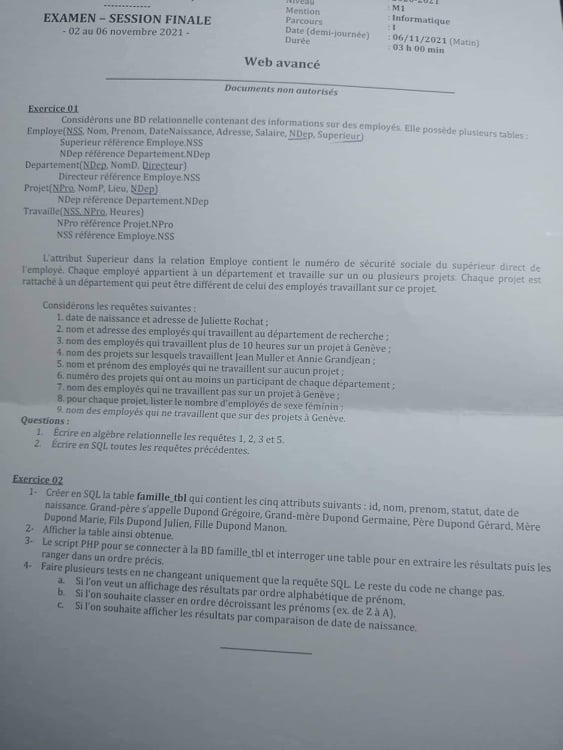 -------------
EXAMEN – SESSION FINALE
- 02 au 06 novembre 2021 -
Niveau : M1
Mention : Informatique
Parcours : I
Date (demi-journée) : 06/11/2021 (Matin)
Durée : 03 h 00 min
Web avancé
Documents non autorisés
Exercice 01
Considérons une BD relationnelle contenant des informations sur des employés. Elle possède plusieurs tables :
Employe(NSS, Nom, Prenom, DateNaissance, Adresse, Salaire, NDep, Superieur)
Superieur référence Employe.NSS
NDep référence Departement.NDep
Departement(NDep, NomD, Directeur)
Directeur référence Employe.NSS
Projet(NPro, NomP, Lieu, NDep)
NDep référence Departement.NDep
Travaille(NSS, NPro, Heures)
NPro référence Projet.NPro
NSS référence Employe.NSS
L'attribut Superieur dans la relation Employe contient le numéro de sécurité sociale du supérieur direct de
l'employé. Chaque employé appartient à un département et travaille sur un ou plusieurs projets. Chaque projet est
rattaché à un département qui peut être différent de celui des employés travaillant sur ce projet.
Considérons les requêtes suivantes :
1. date de naissance et adresse de Juliette Rochat ;
2. nom et adresse des employés qui travaillent au département de recherche ;
3. nom des employés qui travaillent plus de 10 heures sur un projet à Genève ;
4. nom des projets sur lesquels travaillent Jean Muller et Annie Grandjean ;
5. nom et prénom des employés qui ne travaillent sur aucun projet ;
6. numéro des projets qui ont au moins un participant de chaque département ;
7. nom des employés qui ne travaillent pas sur un projet à Genève ;
8. pour chaque projet, lister le nombre d'employés de sexe féminin ;
9. nom des employés qui ne travaillent que sur des projets à Genève.
Questions :
1. Écrire en algèbre relationnelle les requêtes 1, 2, 3 et 5.
2. Écrire en SQL toutes les requêtes précédentes.
Exercice 02
1- Créer en SQL la table famille_tbl qui contient les cinq attributs suivants : id, nom, prenom, statut, date de
naissance. Grand-père s'appelle Dupond Grégoire, Grand-mère Dupond Germaine, Père Dupond Gérard, Mère
Dupond Marie, Fils Dupond Julien, Fille Dupond Manon.
2- Afficher la table ainsi obtenue.
3- Le script PHP pour se connecter à la BD famille_tbl et interroger une table pour en extraire les résultats puis les
ranger dans un ordre précis.
4- Faire plusieurs tests en ne changeant uniquement que la requête SQL. Le reste du code ne change pas.
a. Si l'on veut un affichage des résultats par ordre alphabétique de prénom,
b. Si l'on souhaite classer en ordre décroissant les prénoms (ex. de Z à A),
c. Si l'on souhaite afficher les résultats par comparaison de date de naissance.